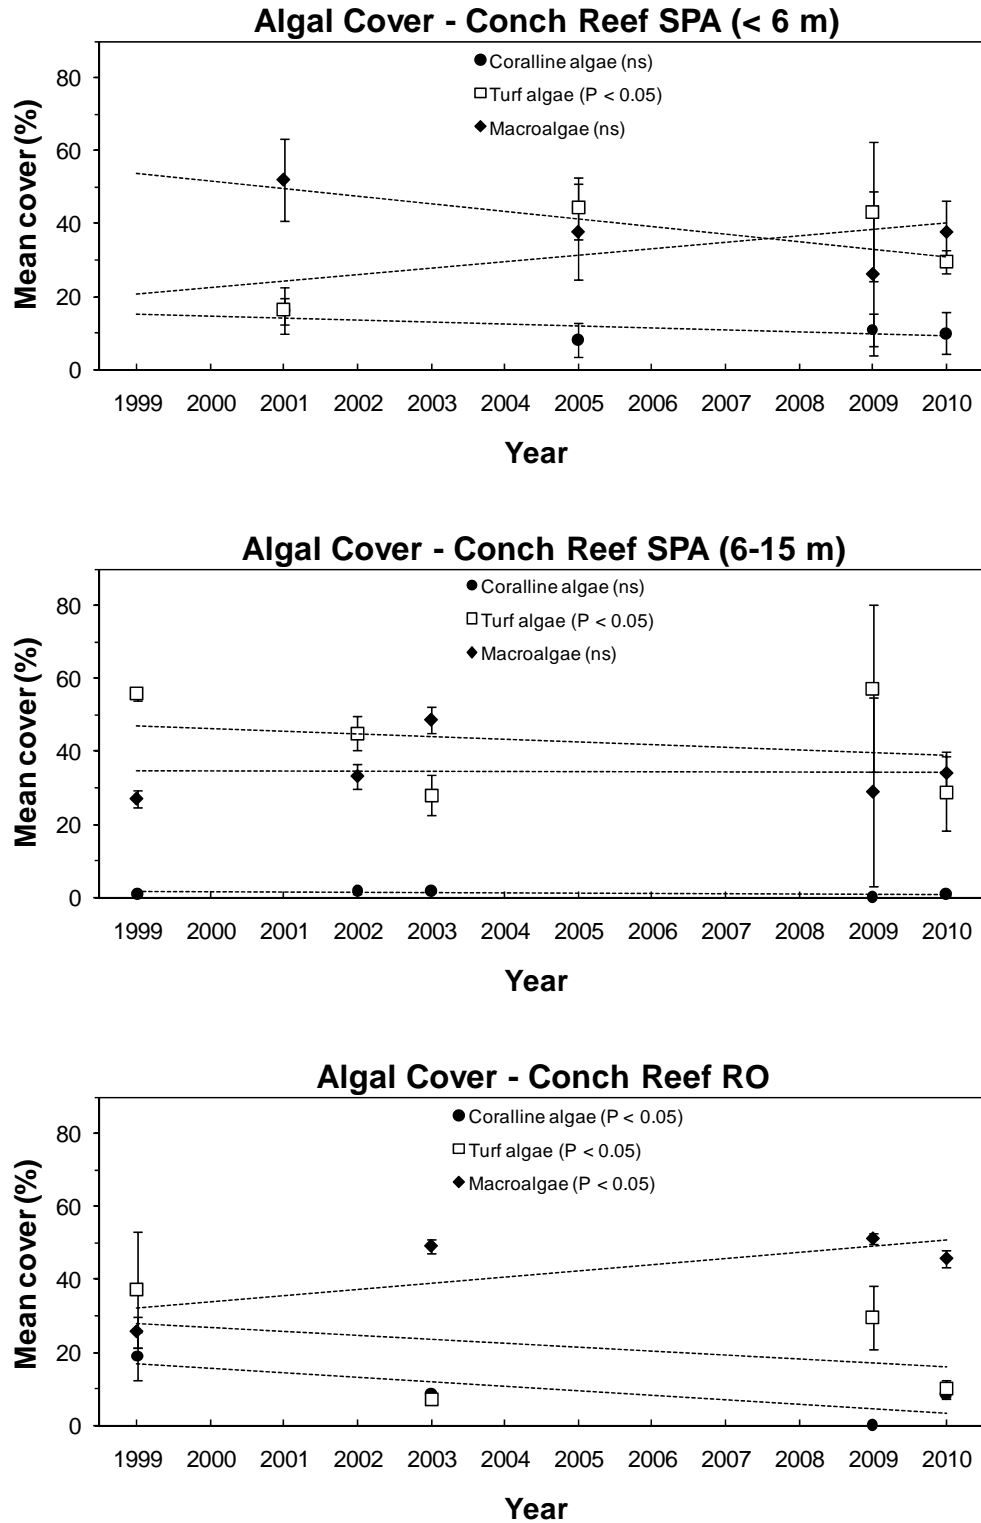 Algal Cover - Conch Reef SPA (< 6 m)
Coralline algae (ns)
Turf algae (P < 0.05)
Macroalgae (ns)
Mean cover (%)
80
60
40
20
0
1999 2000 2001 2002 2003 2004 2005 2006 2007 2008 2009 2010
Year
Algal Cover - Conch Reef SPA (6-15 m)
Coralline algae (ns)
Turf algae (P < 0.05)
Macroalgae (ns)
Mean cover (%)
80
60
40
20
0
1999 2000 2001 2002 2003 2004 2005 2006 2007 2008 2009 2010
Year
Algal Cover - Conch Reef RO
Coralline algae (P < 0.05)
Turf algae (P < 0.05)
Macroalgae (P < 0.05)
Mean cover (%)
80
60
40
20
0
1999 2000 2001 2002 2003 2004 2005 2006 2007 2008 2009 2010
Year